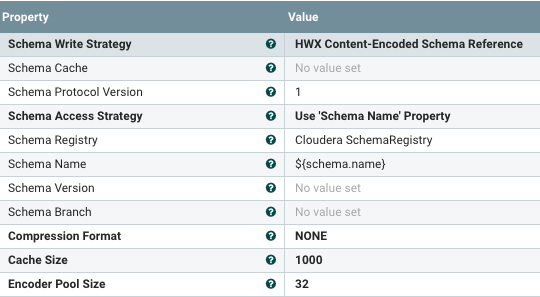 Property Value
Schema Write Strategy ? HWX Content-Encoded Schema Reference
Schema Cache ? No value set
Schema Protocol Version ? 1
Schema Access Strategy ? Use 'Schema Name' Property
Schema Registry ? Cloudera SchemaRegistry
Schema Name ? ${schema.name}
Schema Version ? No value set
Schema Branch ? No value set
Compression Format ? NONE
Cache Size ? 1000
Encoder Pool Size ? 32